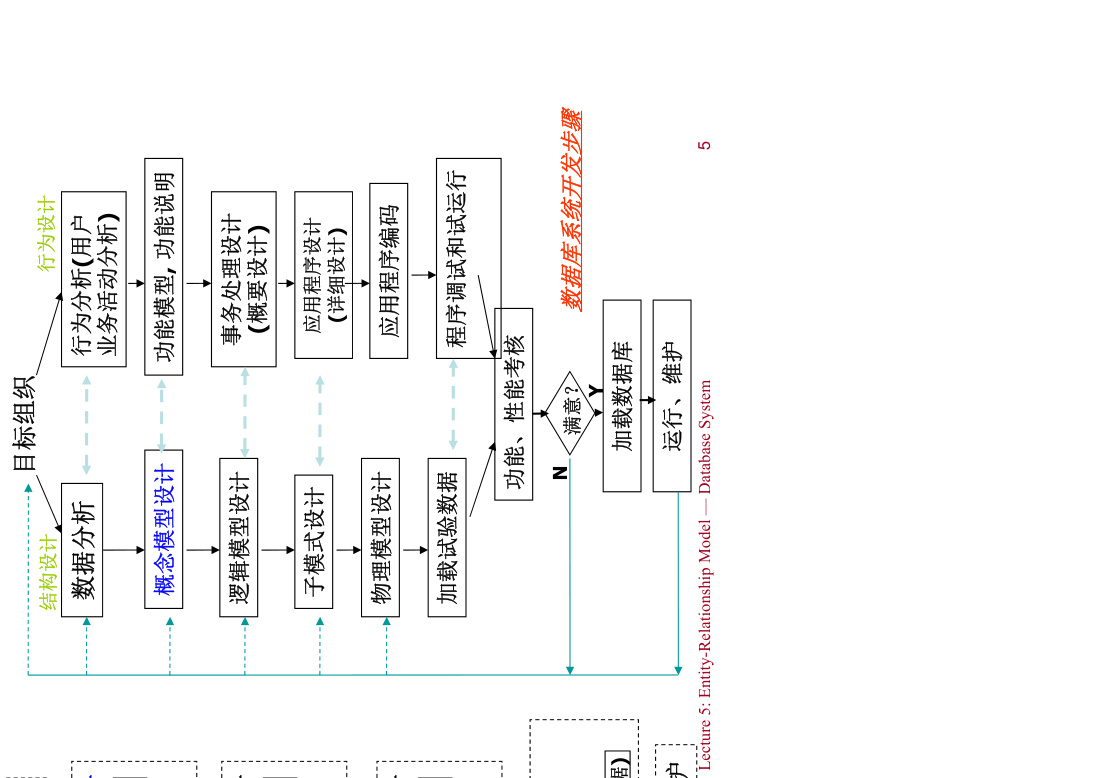 目标组织
结构设计
行为设计
数据分析
行为分析(用户
业务活动分析)
概念模型设计
功能模型,功能说明
逻辑模型设计
事务处理设计
(概要设计)
子模式设计
应用程序设计
(详细设计)
物理模型设计
应用程序编码
加载试验数据
程序调试和试运行
功能、性能考核
满意?
N
Y
加载数据库
运行、维护
数据库系统开发步骤
Lecture 5: Entity-Relationship Model — Database System
5
据)
护